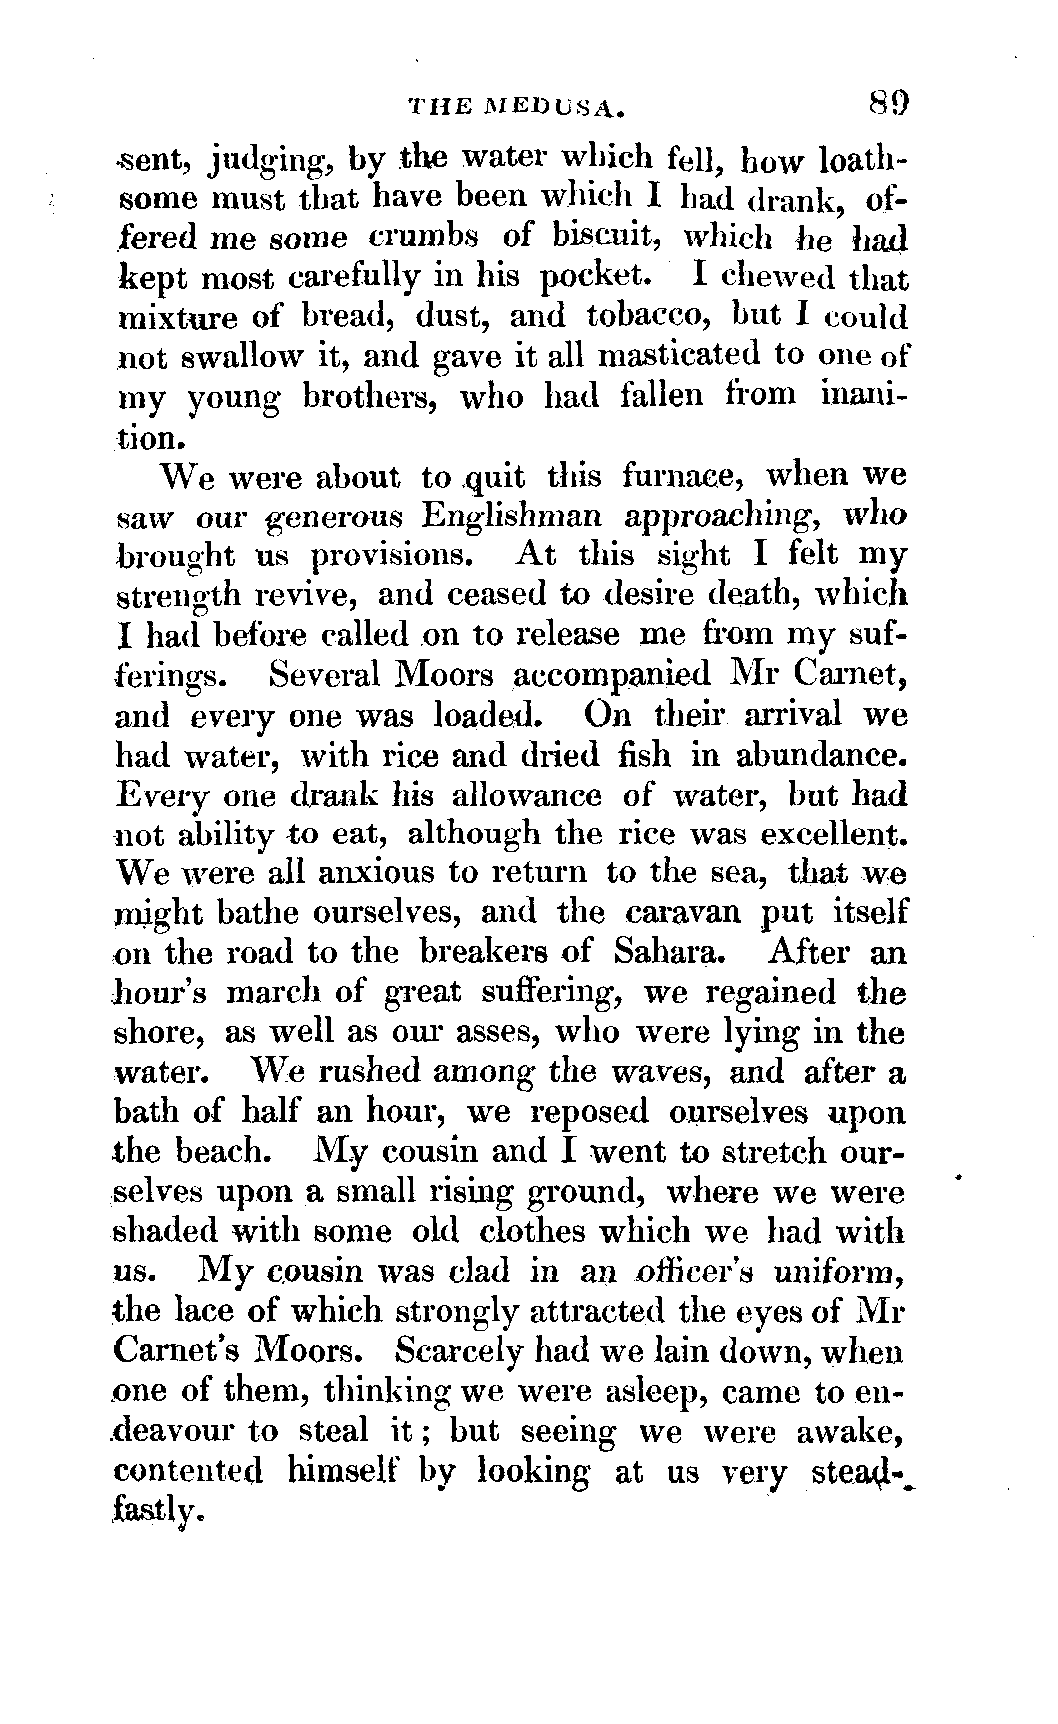 THE MEDUSA. 89
sent, judging, by the water which fell, how loath-
some must that have been which I had drank, of-
fered me some crumbs of biscuit, which he had
kept most carefully in his pocket. I chewed that
mixture of bread, dust, and tobacco, but I could
not swallow it, and gave it all masticated to one of
my young brothers, who had fallen from inani-
tion.
We were about to quit this furnace, when we
saw our generous Englishman approaching, who
brought us provisions. At this sight I felt my
strength revive, and ceased to desire death, which
I had before called on to release me from my suf-
ferings. Several Moors accompanied Mr Carnet,
and every one was loaded. On their arrival we
had water, with rice and dried fish in abundance.
Every one drank his allowance of water, but had
not ability to eat, although the rice was excellent.
We were all anxious to return to the sea, that we
might bathe ourselves, and the caravan put itself
on the road to the breakers of Sahara. After an
hour's march of great suffering, we regained the
shore, as well as our asses, who were lying in the
water. We rushed among the waves, and after a
bath of half an hour, we reposed ourselves upon
the beach. My cousin and I went to stretch our-
selves upon a small rising ground, where we were
shaded with some old clothes which we had with
us. My cousin was clad in an officer's uniform,
the lace of which strongly attracted the eyes of Mr
Carnet's Moors. Scarcely had we lain down, when
one of them, thinking we were asleep, came to en-
deavour to steal it; but seeing we were awake,
contented himself by looking at us very stead-
fastly.